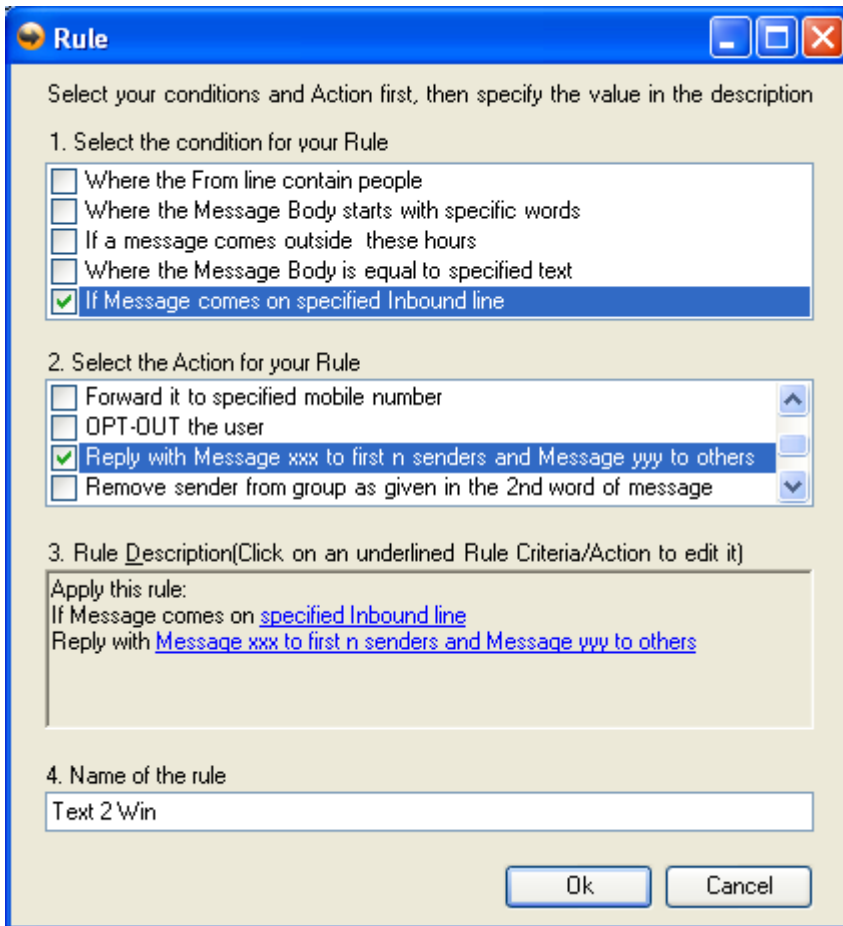 Rule
Select your conditions and Action first, then specify the value in the description
1. Select the condition for your Rule
Where the From line contain people
Where the Message Body starts with specific words
If a message comes outside  these hours
Where the Message Body is equal to specified text
If Message comes on specified Inbound line
2. Select the Action for your Rule
Forward it to specified mobile number
OPT-OUT the user
Reply with Message xxx to first n senders and Message yyy to others
Remove sender from group as given in the 2nd word of message
3. Rule Description(Click on an underlined Rule Criteria/Action to edit it)
Apply this rule:
If Message comes on specified Inbound line
Reply with Message xxx to first n senders and Message yyy to others
4. Name of the rule
Text 2 Win
Ok Cancel